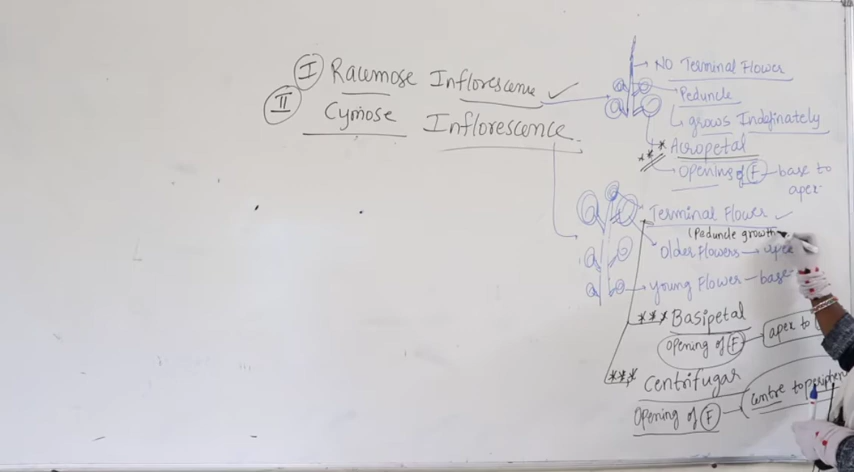 I Racemose Inflorescence ✓
II Cymose Inflorescence
NO Terminal Flower
Peduncle
grows Indefinately
*** Acropetal
opening of F - base to
apex
Terminal Flower ✓
(Peduncle growth
older flowers → apex
young flower - base
*** Basipetal
opening of F - apex to
*** Centrifugar
opening of F - centre to periphery